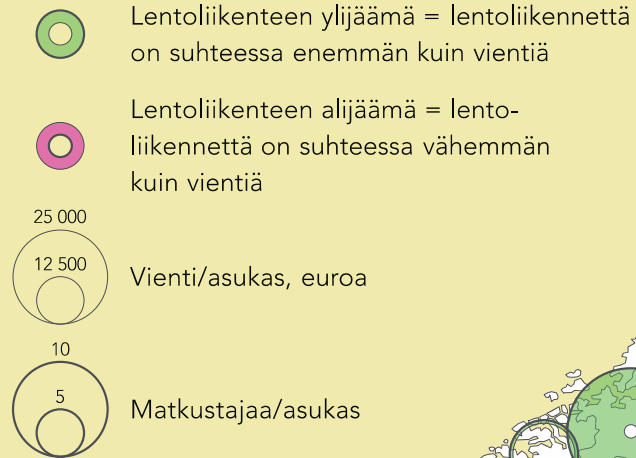 Lentoliikenteen ylijäämä = lentoliikennettä
on suhteessa enemmän kuin vientiä
Lentoliikenteen alijäämä = lento-
liikennettä on suhteessa vähemmän
kuin vientiä
25 000
12 500
Vienti/asukas, euroa
10
5
Matkustajaa/asukas